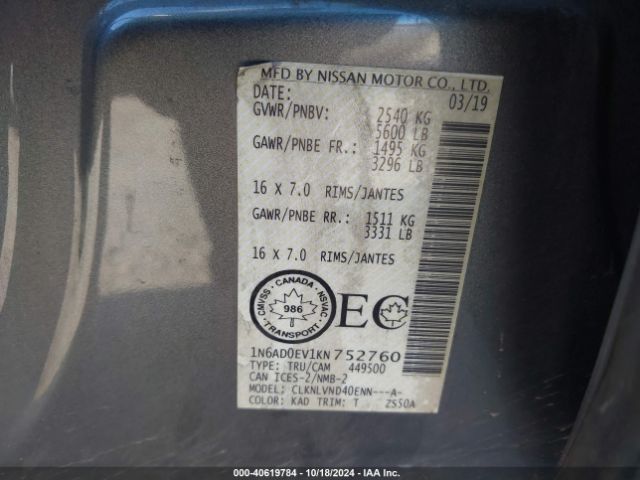 MFD BY NISSAN MOTOR CO., LTD.
DATE: 03/19
GVWR/PNBV: 2540 KG
5600 LB
GAWR/PNBE FR.: 1495 KG
3296 LB
16 X 7.0 RIMS/JANTES
GAWR/PNBE RR.: 1511 KG
3331 LB
16 X 7.0 RIMS/JANTES
CMVSS · CANADA · NSVAC
986
TRANSPORT
EC
1N6AD0EV1KN752760
TYPE: TRU/CAM 449500
CAN ICES-2/NMB-2
MODEL: CLKNLVND40ENN---A-
COLOR: KAD TRIM: T 2S50A
000-40619784 | 10/18/2024 | IAA Inc.